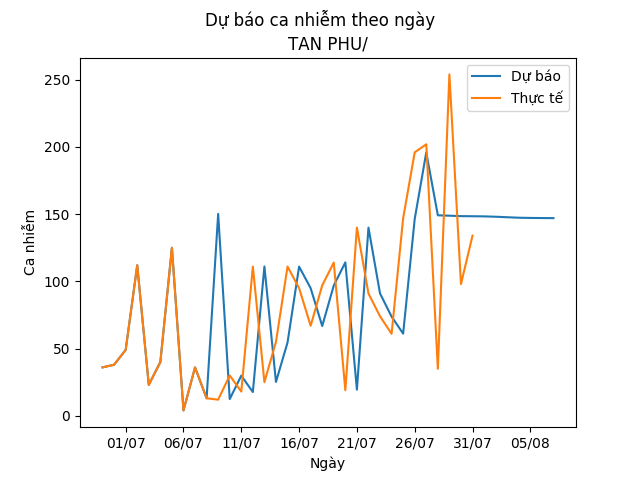 Dự báo ca nhiễm theo ngày
TAN PHU/
Dự báo
Thực tế
250
200
150
100
50
0
Ca nhiễm
01/07 06/07 11/07 16/07 21/07 26/07 31/07 05/08
Ngày